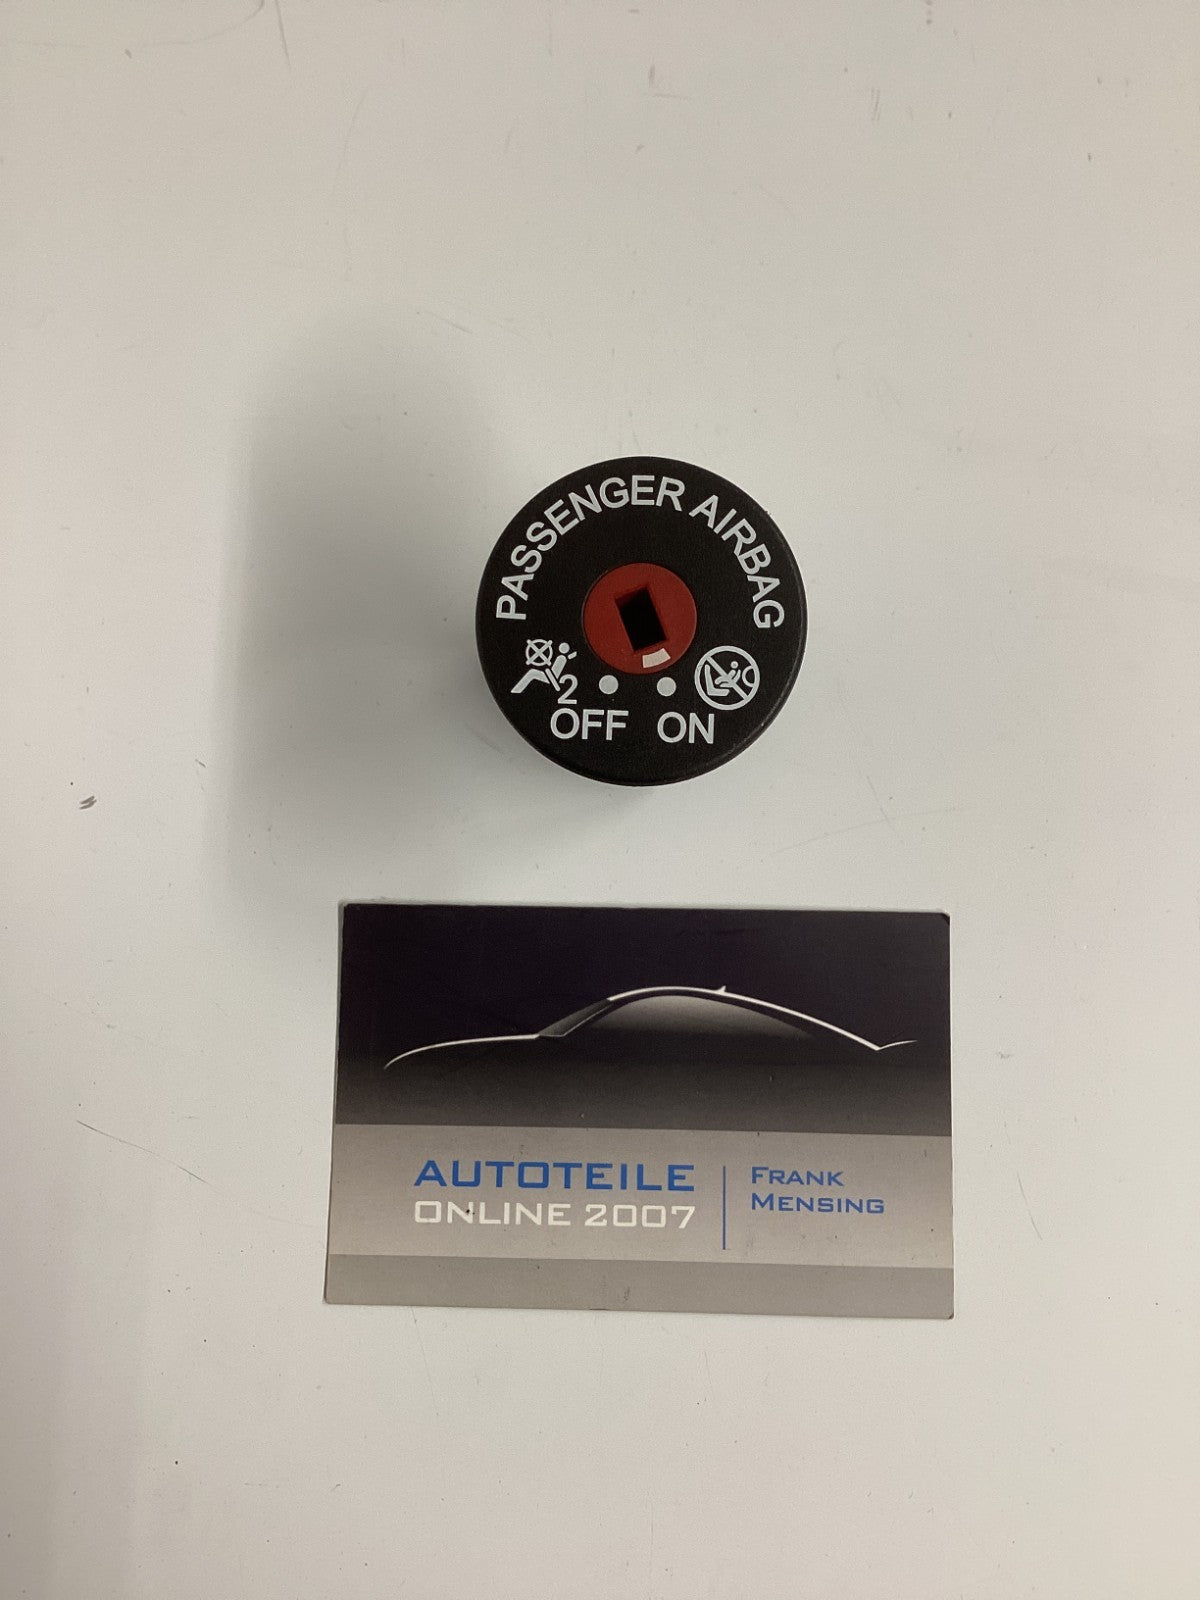 PASSENGER AIRBAG
2
OFF ON
AUTOTEILE
ONLINE 2007
FRANK
MENSING